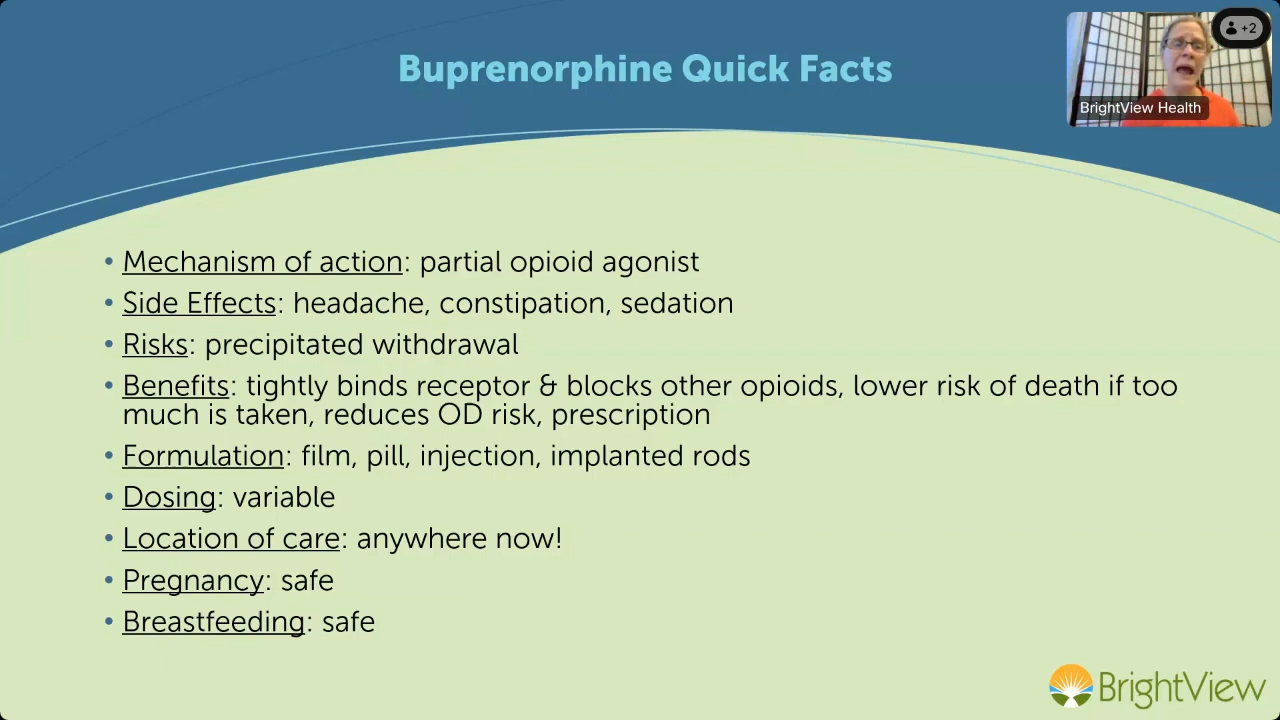 Buprenorphine Quick Facts
+2
BrightView Health
• Mechanism of action: partial opioid agonist
• Side Effects: headache, constipation, sedation
• Risks: precipitated withdrawal
• Benefits: tightly binds receptor & blocks other opioids, lower risk of death if too
much is taken, reduces OD risk, prescription
• Formulation: film, pill, injection, implanted rods
• Dosing: variable
• Location of care: anywhere now!
• Pregnancy: safe
• Breastfeeding: safe
BrightView